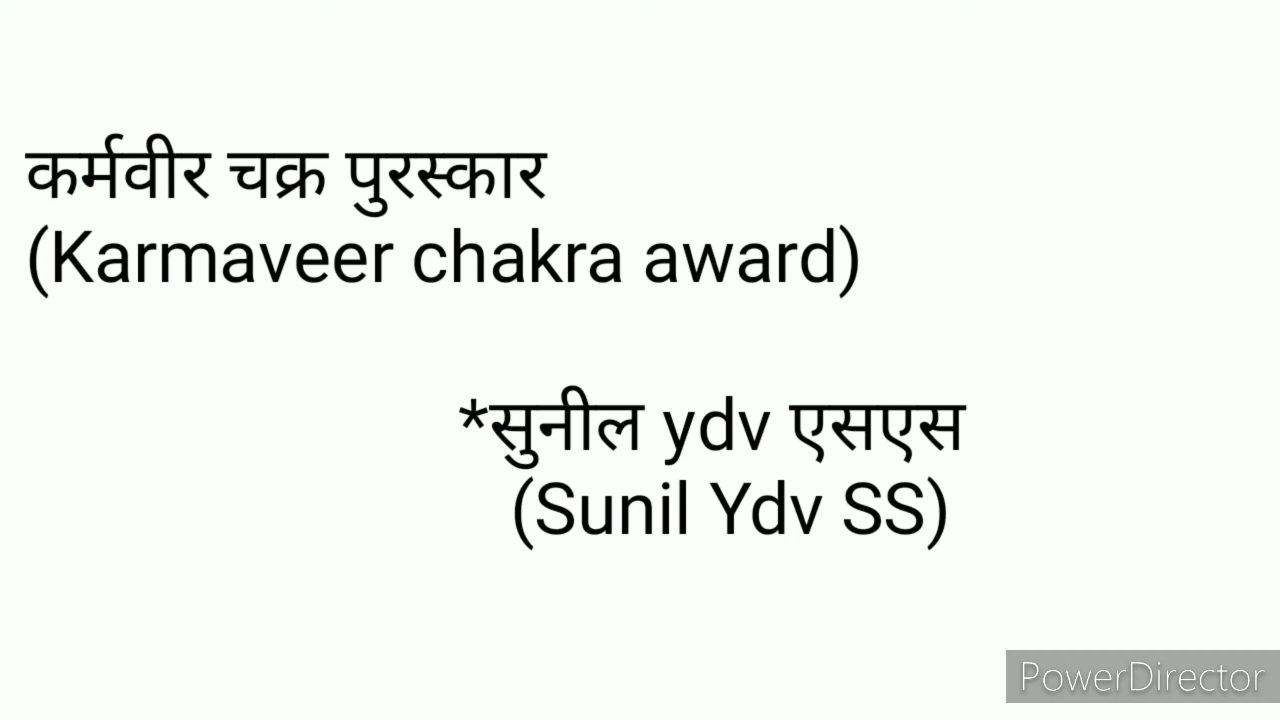 कर्मवीर चक्र पुरस्कार
(Karmaveer chakra award)
*सुनील ydv एसएस
(Sunil Ydv SS)
PowerDirector